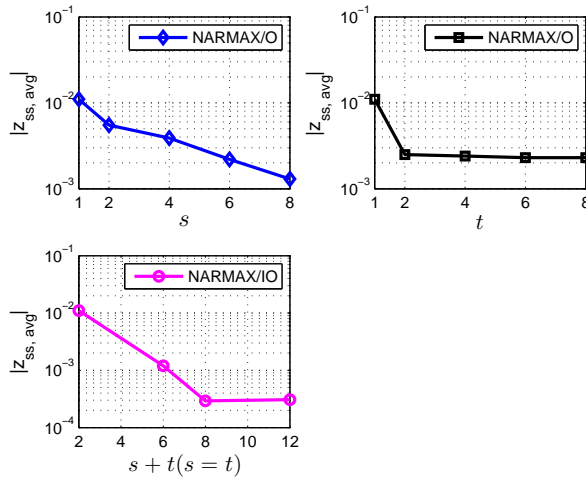 10⁻¹
10⁻²
10⁻³
|z_ss, avg|
NARMAX/O
1 2 4 6 8
s
10⁻¹
10⁻²
10⁻³
|z_ss, avg|
NARMAX/O
1 2 4 6 8
t
10⁻¹
10⁻²
10⁻³
10⁻⁴
|z_ss, avg|
NARMAX/IO
2 4 6 8 10 12
s + t(s = t)